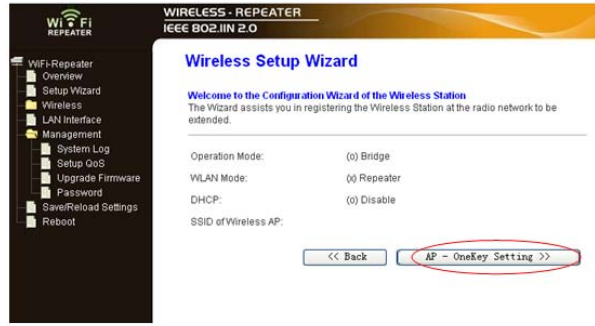 Wi Fi
REPEATER
WIRELESS - REPEATER
IEEE 802.11N 2.0
WiFi-Repeater
Overview
Setup Wizard
Wireless
LAN Interface
Management
System Log
Setup QoS
Upgrade Firmware
Password
Save/Reload Settings
Reboot
Wireless Setup Wizard
Welcome to the Configuration Wizard of the Wireless Station
The Wizard assists you in registering the Wireless Station at the radio network to be
extended.
Operation Mode: (o) Bridge
WLAN Mode: (x) Repeater
DHCP: (o) Disable
SSID of Wireless AP:
<< Back
AP - OneKey Setting >>